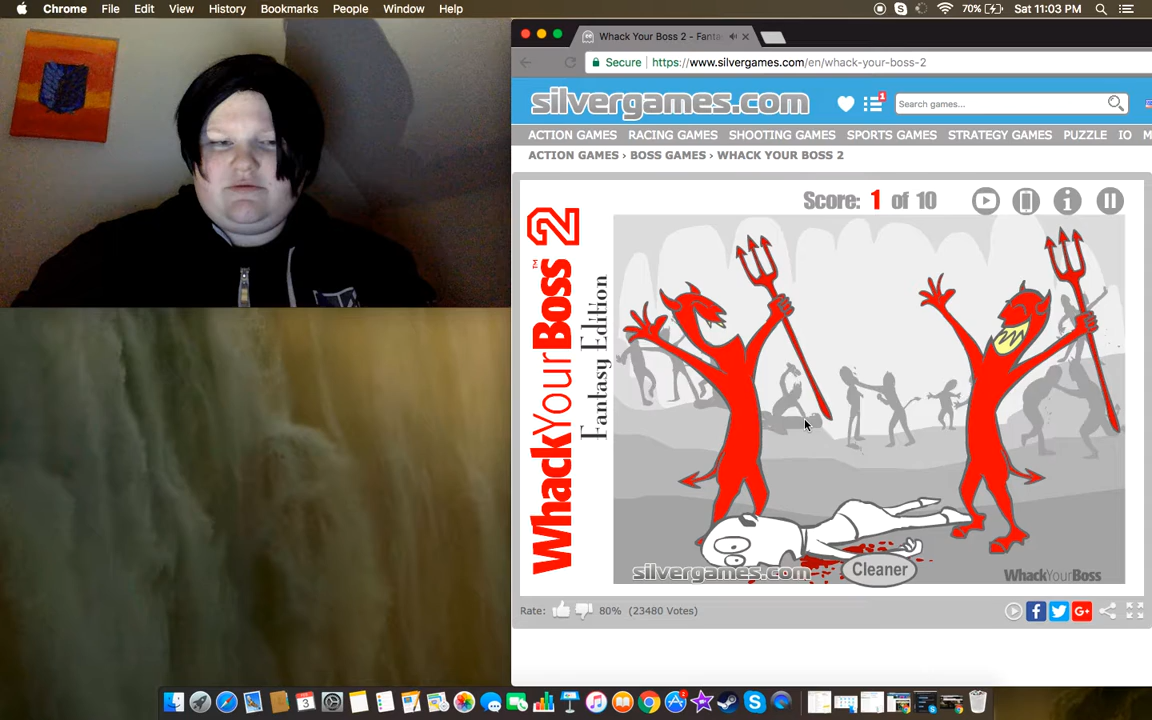 Chrome File Edit View History Bookmarks People Window Help 70% Sat 11:03 PM
Whack Your Boss 2 - Fanta
Secure https://www.silvergames.com/en/whack-your-boss-2
silvergames.com 1 Search games...
ACTION GAMES RACING GAMES SHOOTING GAMES SPORTS GAMES STRATEGY GAMES PUZZLE IO M
ACTION GAMES › BOSS GAMES › WHACK YOUR BOSS 2
Score: 1 of 10
WhackYourBoss™ 2
Fantasy Edition
silvergames.com Cleaner WhackYourBoss
Rate: 80% (23480 Votes)